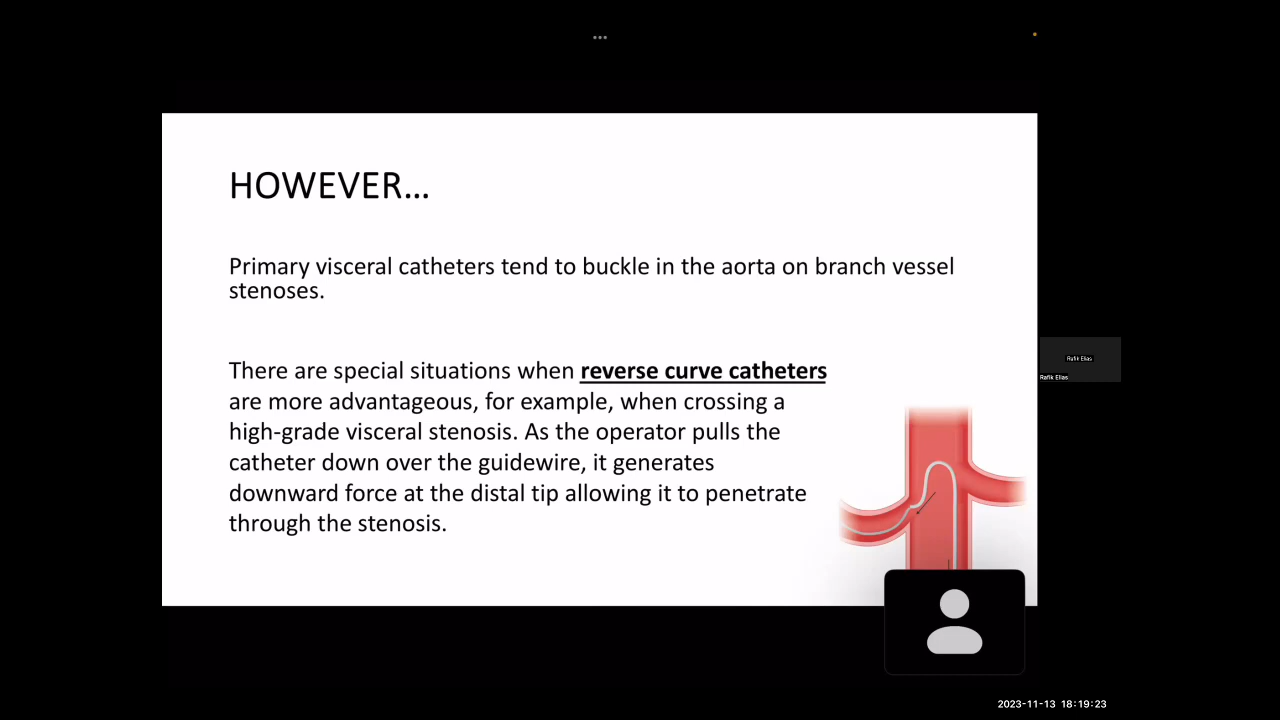 HOWEVER...
Primary visceral catheters tend to buckle in the aorta on branch vessel
stenoses.
There are special situations when reverse curve catheters
are more advantageous, for example, when crossing a
high-grade visceral stenosis. As the operator pulls the
catheter down over the guidewire, it generates
downward force at the distal tip allowing it to penetrate
through the stenosis.
Rafik Elias
Rafik Elias
2023-11-13 18:19:23